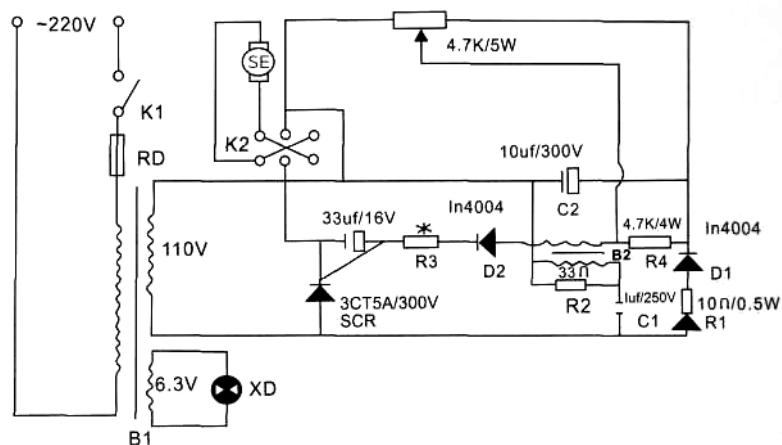 ~220V
4.7K/5W
SE
K1
K2
RD
10uf/300V
C2
33uf/16V
In4004
4.7K/4W
In4004
110V
*
R3
D2
B2
R4
D1
33Ω
3CT5A/300V
SCR
R2
1uf/250V
C1
10Ω/0.5W
R1
6.3V
XD
B1